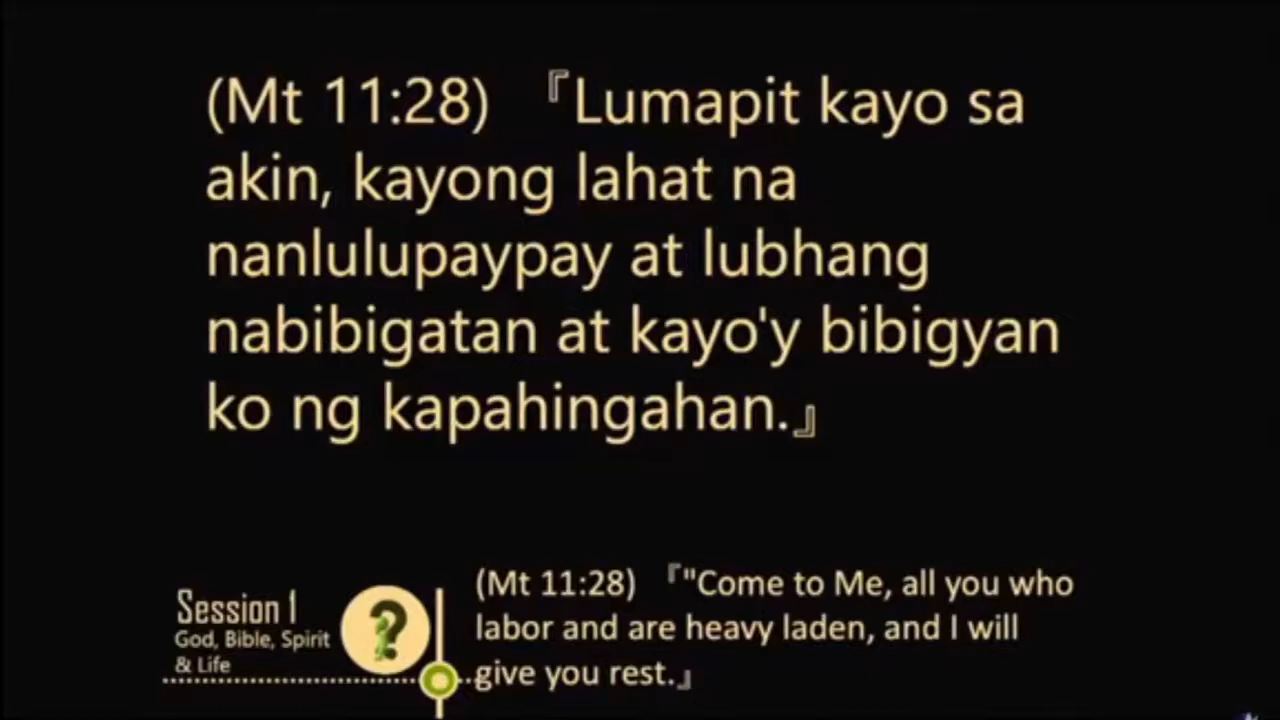 (Mt 11:28) 『Lumapit kayo sa
akin, kayong lahat na
nanlulupaypay at lubhang
nabibigatan at kayo'y bibigyan
ko ng kapahingahan.』
Session 1
God, Bible, Spirit
& Life
?
(Mt 11:28) 『"Come to Me, all you who
labor and are heavy laden, and I will
give you rest.』